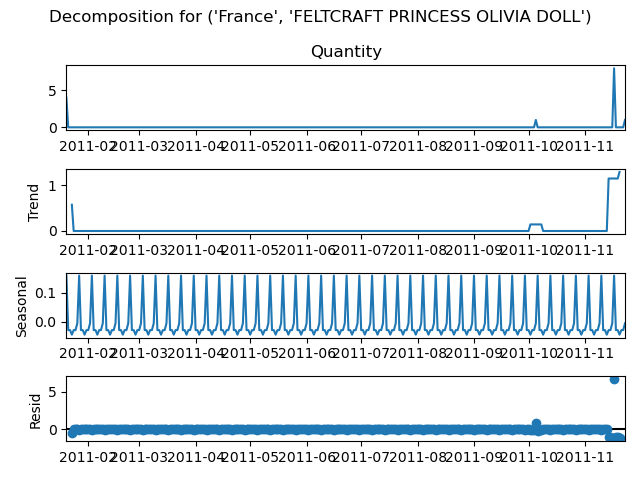 Decomposition for ('France', 'FELTCRAFT PRINCESS OLIVIA DOLL')
Quantity
5
0
2011-02 2011-03 2011-04 2011-05 2011-06 2011-07 2011-08 2011-09 2011-10 2011-11
Trend
1
0
2011-02 2011-03 2011-04 2011-05 2011-06 2011-07 2011-08 2011-09 2011-10 2011-11
Seasonal
0.1
0.0
2011-02 2011-03 2011-04 2011-05 2011-06 2011-07 2011-08 2011-09 2011-10 2011-11
Resid
5
0
2011-02 2011-03 2011-04 2011-05 2011-06 2011-07 2011-08 2011-09 2011-10 2011-11